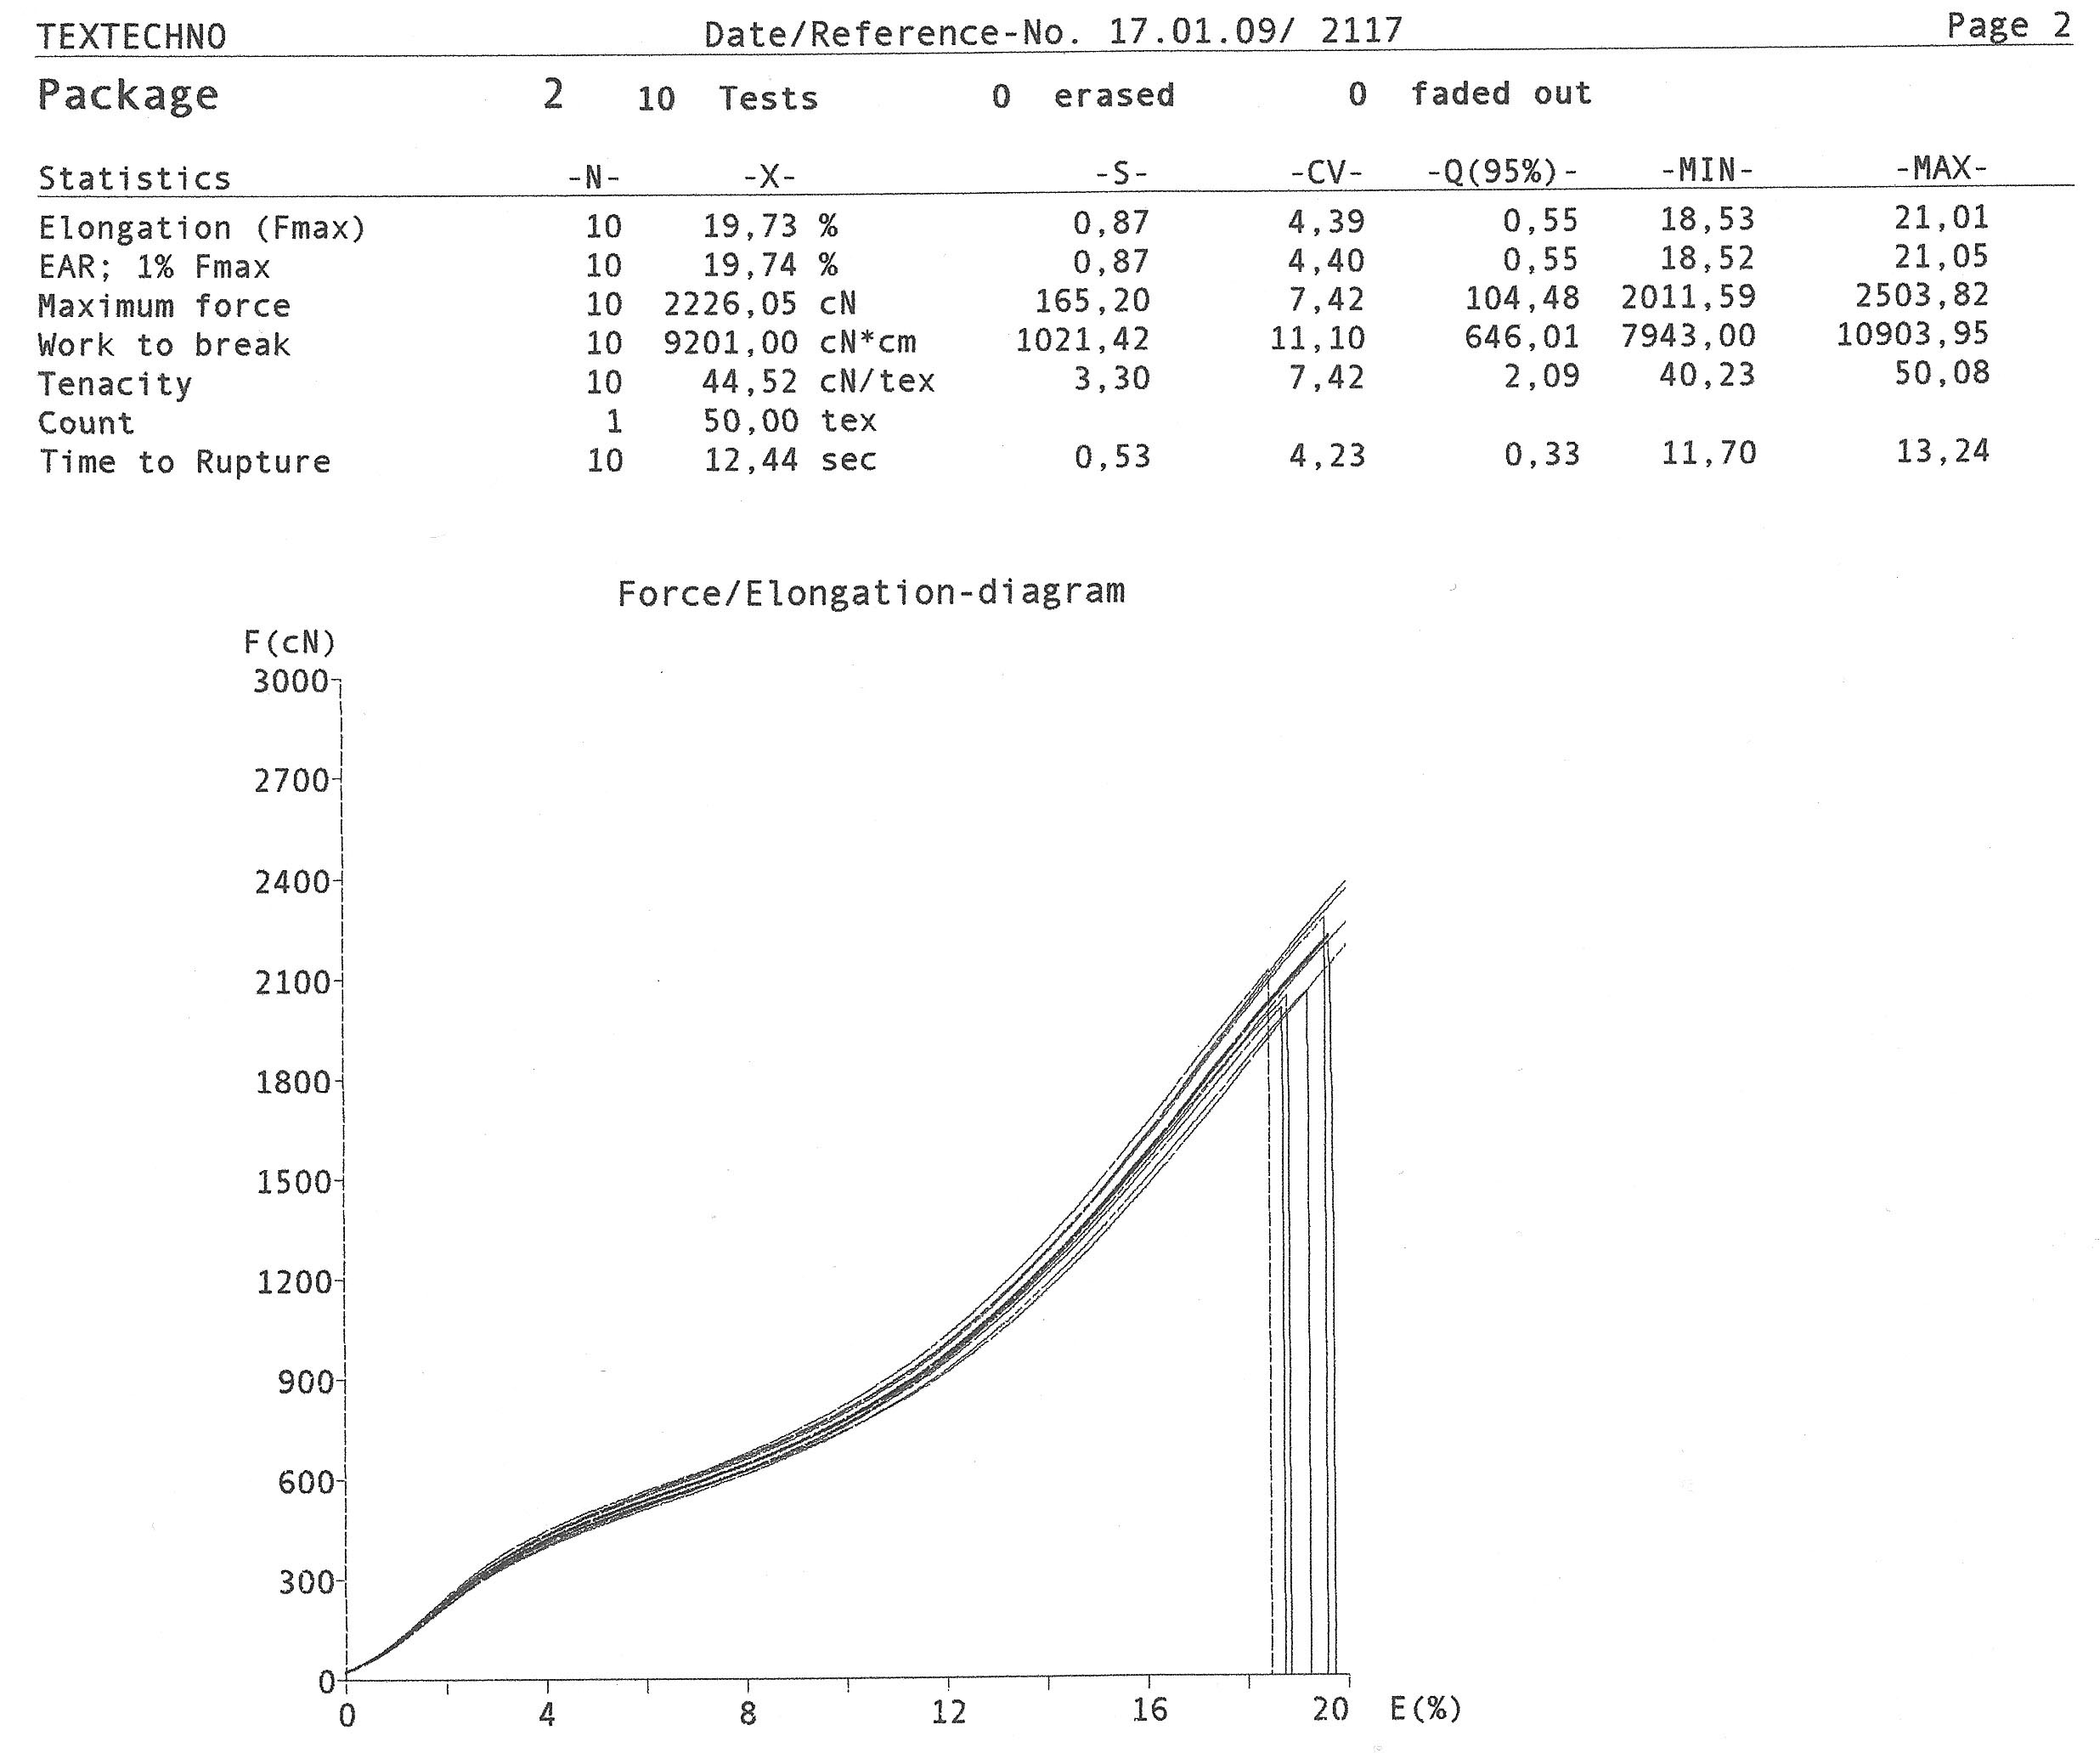 TEXTECHNO Date/Reference-No. 17.01.09/ 2117 Page 2
Package 2 10 Tests 0 erased 0 faded out
Statistics -N- -X- -S- -CV- -Q(95%)- -MIN- -MAX-
Elongation (Fmax) 10 19,73 % 0,87 4,39 0,55 18,53 21,01
EAR; 1% Fmax 10 19,74 % 0,87 4,40 0,55 18,52 21,05
Maximum force 10 2226,05 cN 165,20 7,42 104,48 2011,59 2503,82
Work to break 10 9201,00 cN*cm 1021,42 11,10 646,01 7943,00 10903,95
Tenacity 10 44,52 cN/tex 3,30 7,42 2,09 40,23 50,08
Count 1 50,00 tex
Time to Rupture 10 12,44 sec 0,53 4,23 0,33 11,70 13,24
Force/Elongation-diagram
F(cN)
3000
2700
2400
2100
1800
1500
1200
900
600
300
0
0 4 8 12 16 20 E(%)